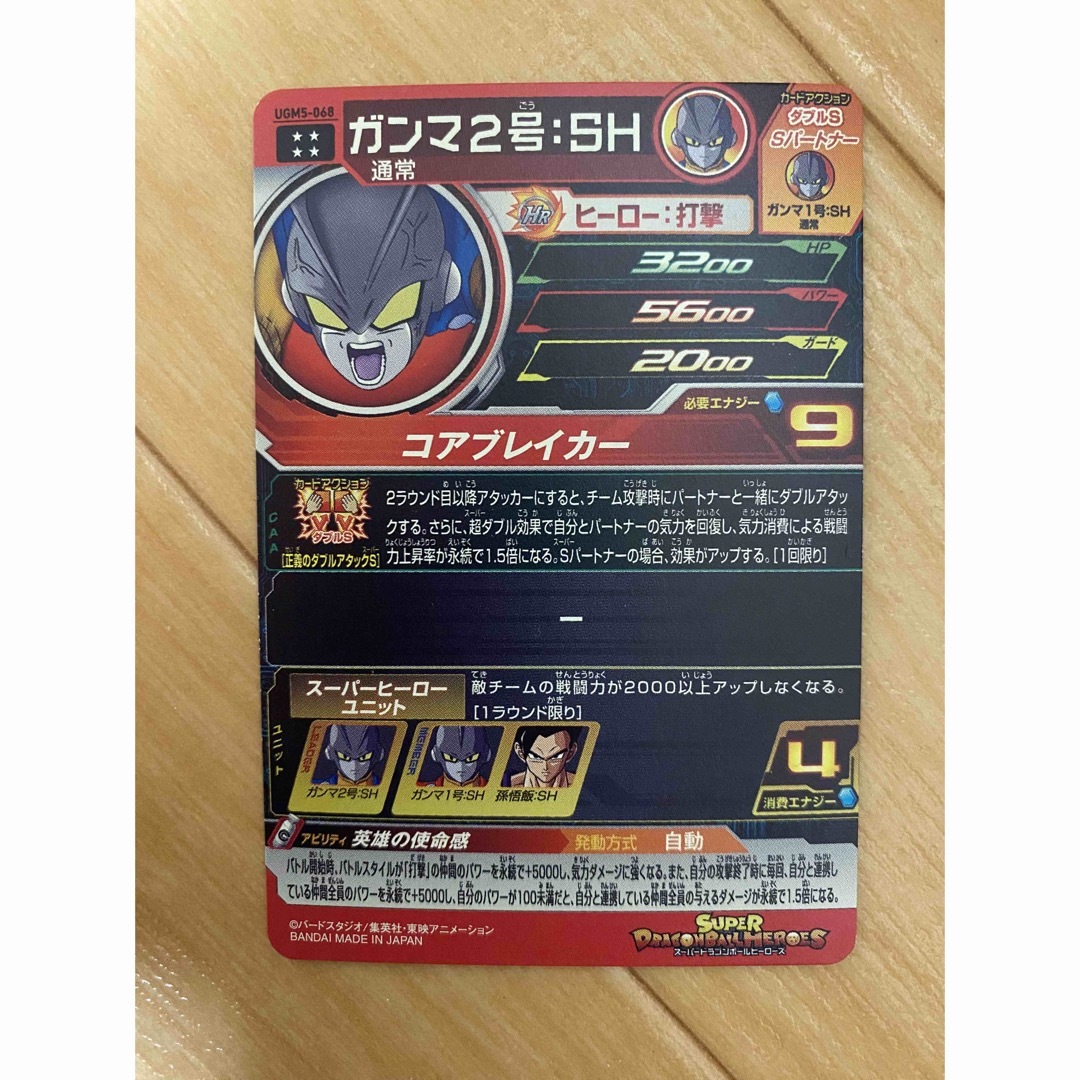 UGM5-068
ごう
ガンマ2号:SH
通常
カードアクション
ダブルS
Sパートナー
ガンマ1号:SH
通常
HR
ヒーロー:打撃
HP
3200
パワー
5600
ガード
2000
必要エナジー
9
コアブレイカー
CAA
カードアクション
ダブルS
[正義のダブルアタックS]
2ラウンド目以降アタッカーにすると、チーム攻撃時にパートナーと一緒にダブルアタッ
クする。さらに、超ダブル効果で自分とパートナーの気力を回復し、気力消費による戦闘
力上昇率が永続で1.5倍になる。Sパートナーの場合、効果がアップする。[1回限り]
ー
ユニット
スーパーヒーロー
ユニット
敵チームの戦闘力が2000以上アップしなくなる。
[1ラウンド限り]
LEADER
ガンマ2号:SH
MEMBER
ガンマ1号:SH
孫悟飯:SH
4
消費エナジー
アビリティ 英雄の使命感
発動方式 自動
バトル開始時、バトルスタイルが「打撃」の仲間のパワーを永続で+5000し、気力ダメージに強くなる。また、自分の攻撃終了時に毎回、自分と連携し
ている仲間全員のパワーを永続で+5000し、自分のパワーが100未満だと、自分と連携している仲間全員の与えるダメージが永続で1.5倍になる。
©バードスタジオ/集英社・東映アニメーション
BANDAI MADE IN JAPAN
SUPER
DRAGONBALL HEROES
スーパードラゴンボールヒーローズ